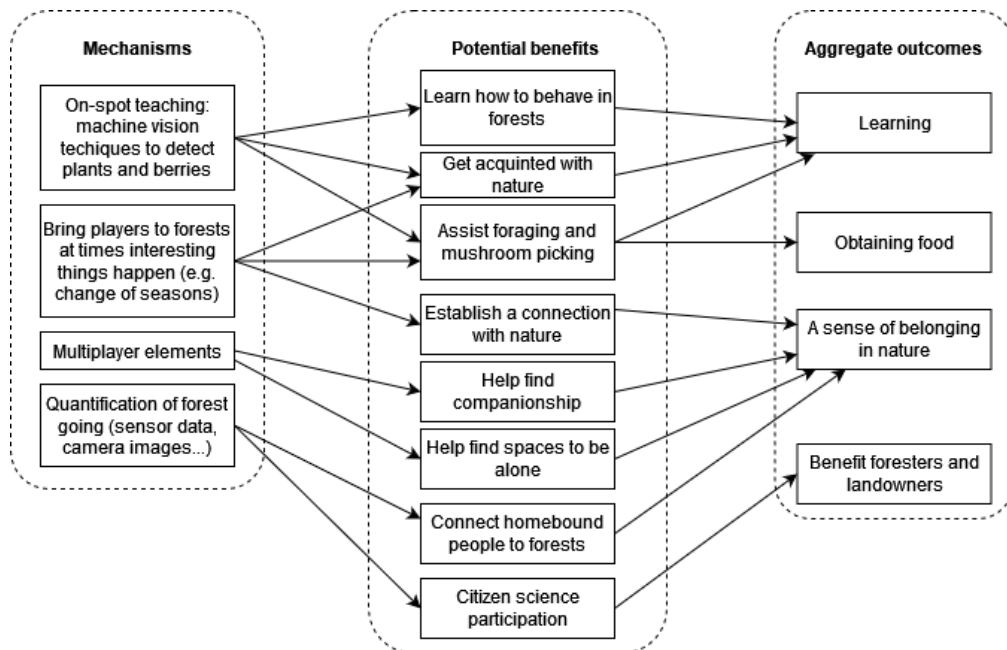 Mechanisms
On-spot teaching:
machine vision
techiques to detect
plants and berries
Bring players to forests
at times interesting
things happen (e.g.
change of seasons)
Multiplayer elements
Quantification of forest
going (sensor data,
camera images...)
Potential benefits
Learn how to behave in
forests
Get acquinted with
nature
Assist foraging and
mushroom picking
Establish a connection
with nature
Help find
companionship
Help find spaces to be
alone
Connect homebound
people to forests
Citizen science
participation
Aggregate outcomes
Learning
Obtaining food
A sense of belonging
in nature
Benefit foresters and
landowners